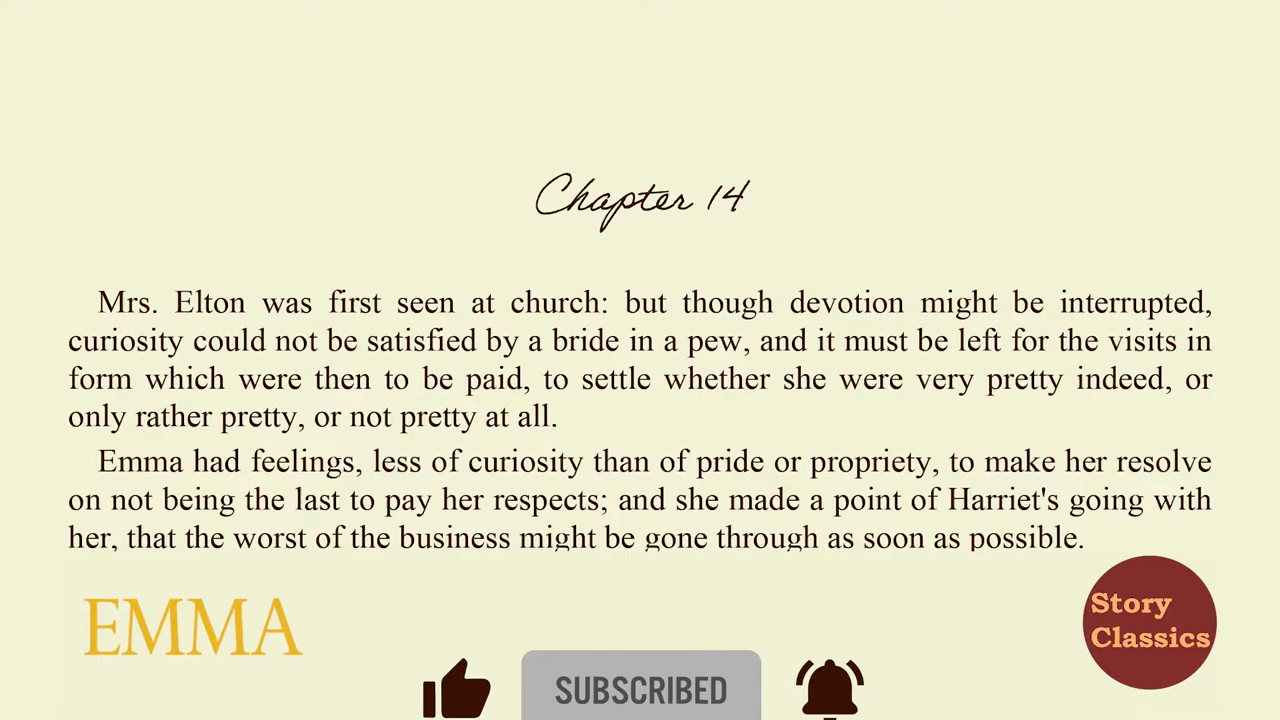 Chapter 14
Mrs. Elton was first seen at church: but though devotion might be interrupted,
curiosity could not be satisfied by a bride in a pew, and it must be left for the visits in
form which were then to be paid, to settle whether she were very pretty indeed, or
only rather pretty, or not pretty at all.
Emma had feelings, less of curiosity than of pride or propriety, to make her resolve
on not being the last to pay her respects; and she made a point of Harriet's going with
her, that the worst of the business might be gone through as soon as possible.
EMMA
Story
Classics
SUBSCRIBED